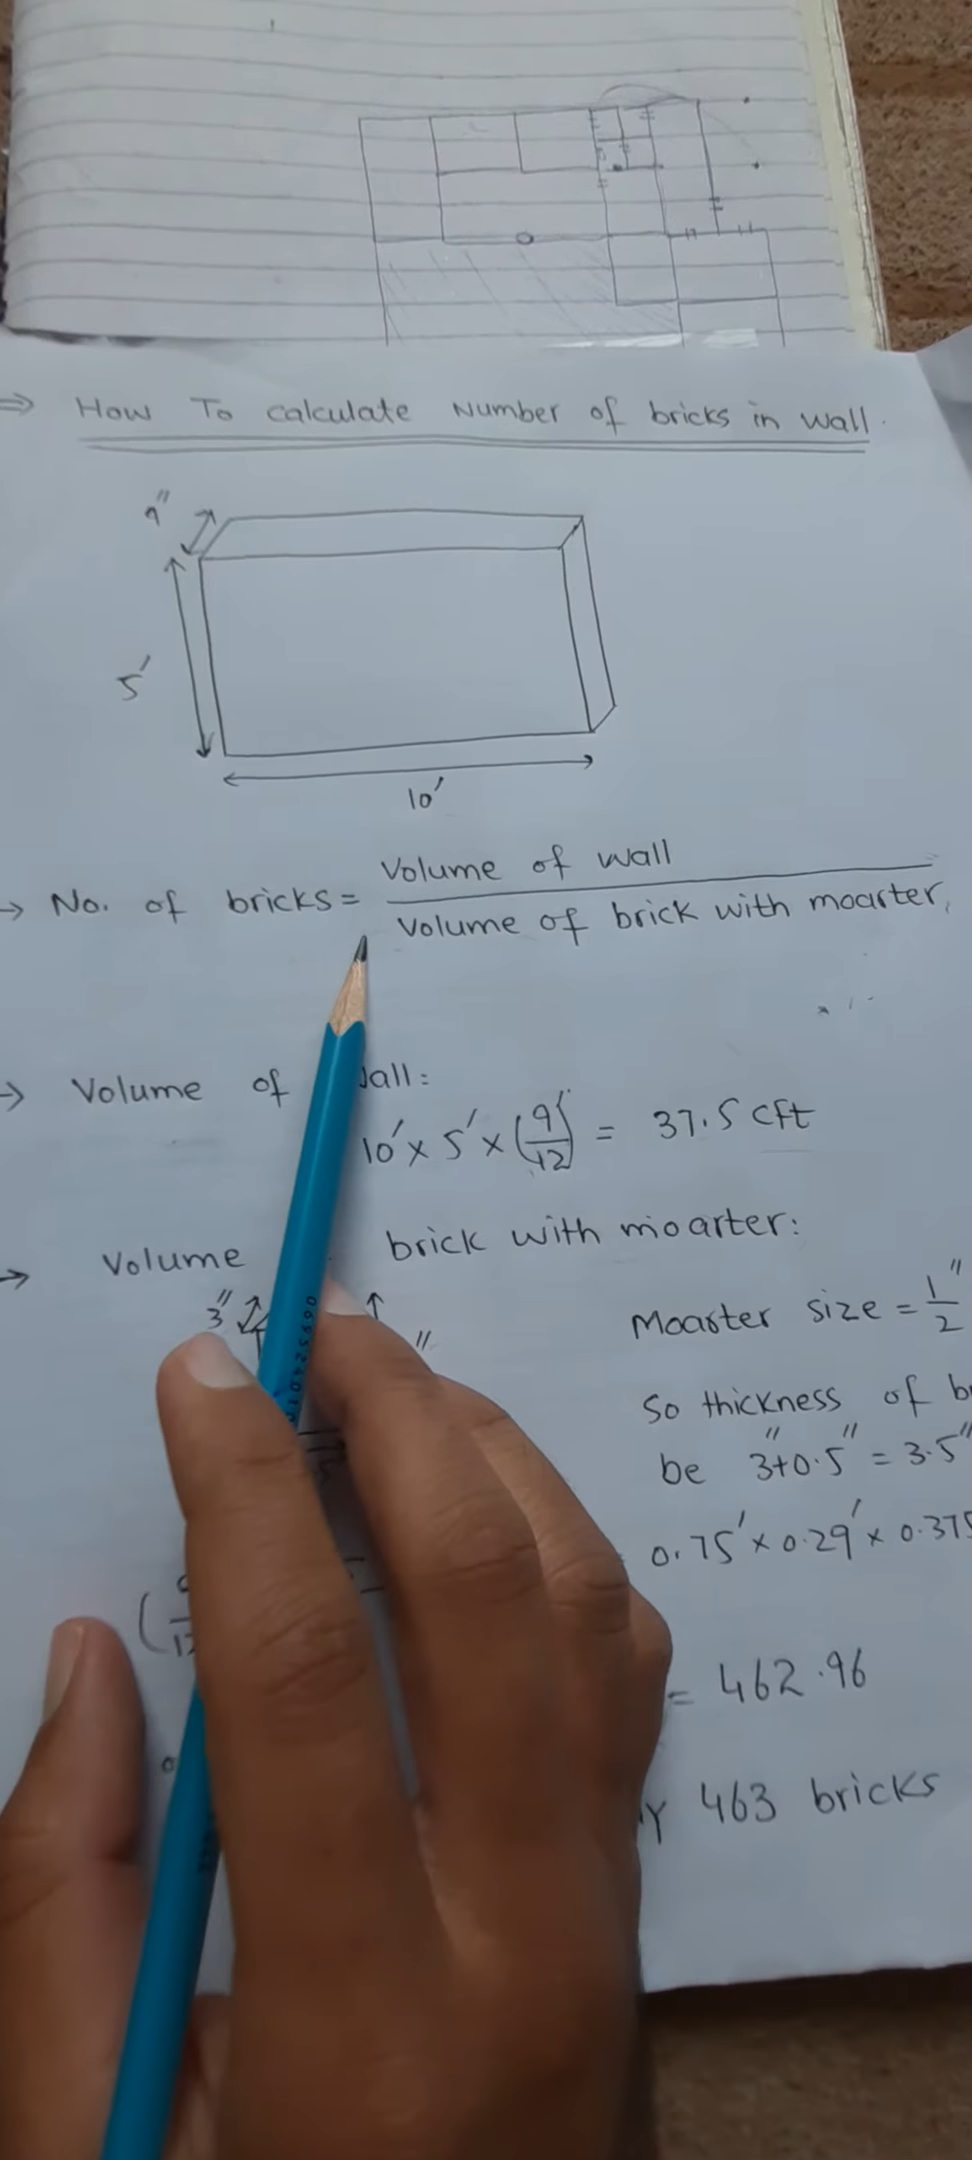 ⇒ How To calculate Number of bricks in wall.
9"
5'
10'
→ No. of bricks = Volume of wall
Volume of brick with moarter,
→ Volume of all:
10' x 5' x (9/12)' = 37.5 cft
→ Volume brick with moarter:
3"
"
Moarter size = 1/2"
So thickness of b
be 3"+0.5" = 3.5"
0.75' x 0.29' x 0.375
= 462.96
y 463 bricks